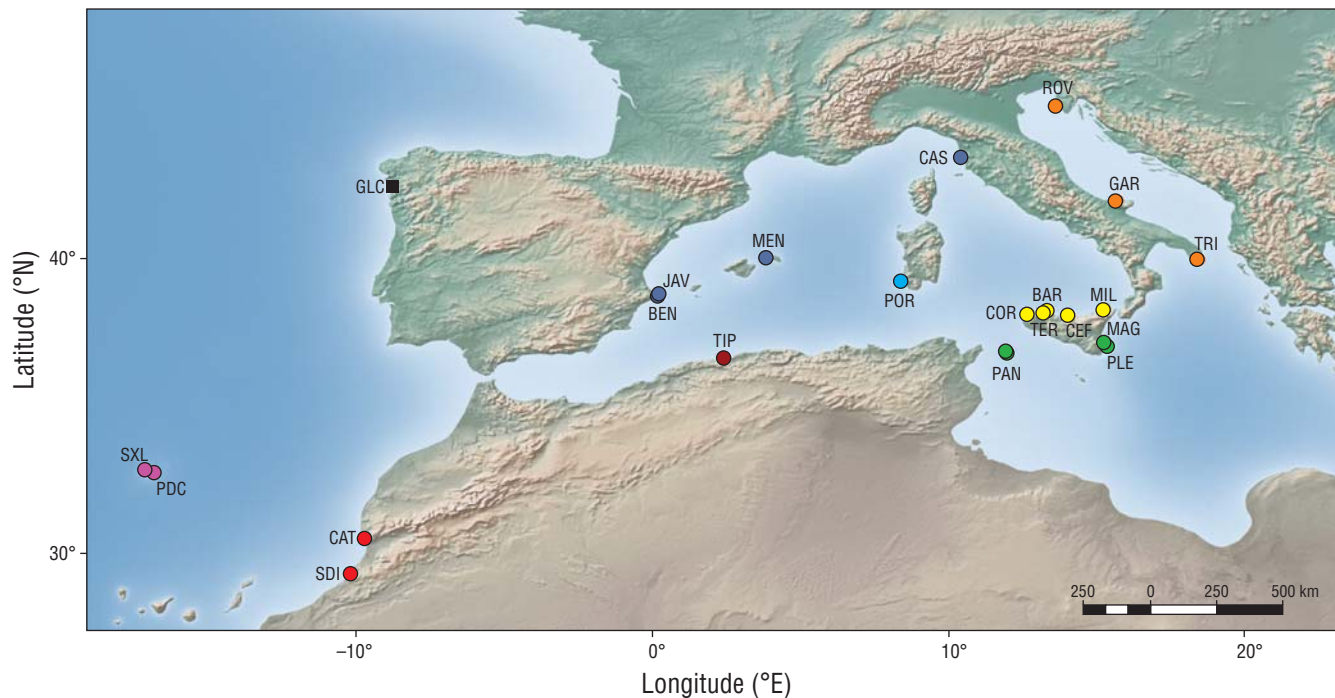 ROV
CAS
GLC
GAR
MEN
TRI
JAV
BEN
POR
BAR
MIL
COR
TER
CEF
MAG
PLE
TIP
PAN
SXL
PDC
CAT
SDI
40°
30°
Latitude (°N)
250 0 250 500 km
–10° 0° 10° 20°
Longitude (°E)